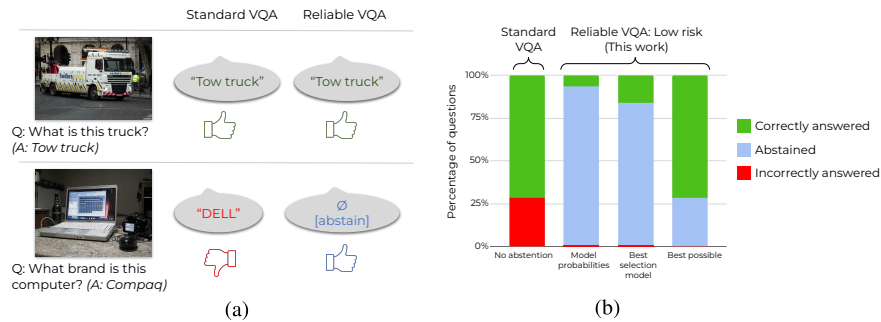 Standard VQA Reliable VQA
"Tow truck" "Tow truck"
Q: What is this truck?
(A: Tow truck)
"DELL" Ø
[abstain]
Q: What brand is this
computer? (A: Compaq)
(a)
Standard
VQA
Reliable VQA: Low risk
(This work)
Percentage of questions
100%
75%
50%
25%
0%
No abstention
Model
probabilities
Best
selection
model
Best possible
Correctly answered
Abstained
Incorrectly answered
(b)